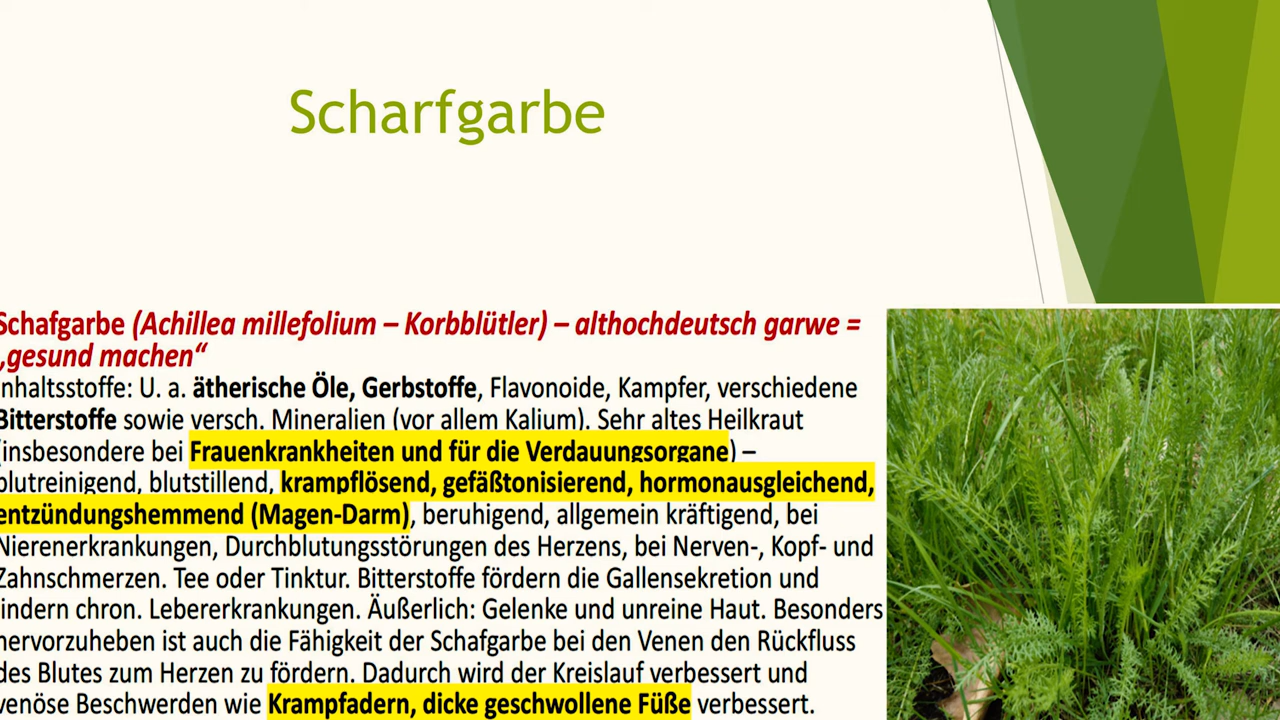 Scharfgarbe
Schafgarbe (Achillea millefolium – Korbblütler) – althochdeutsch garwe =
„gesund machen“
nhaltsstoffe: U. a. ätherische Öle, Gerbstoffe, Flavonoide, Kampfer, verschiedene
Bitterstoffe sowie versch. Mineralien (vor allem Kalium). Sehr altes Heilkraut
(insbesondere bei Frauenkrankheiten und für die Verdauungsorgane) –
blutreinigend, blutstillend, krampflösend, gefäßtonisierend, hormonausgleichend,
entzündungshemmend (Magen-Darm), beruhigend, allgemein kräftigend, bei
Nierenerkrankungen, Durchblutungsstörungen des Herzens, bei Nerven-, Kopf- und
Zahnschmerzen. Tee oder Tinktur. Bitterstoffe fördern die Gallensekretion und
lindern chron. Lebererkrankungen. Äußerlich: Gelenke und unreine Haut. Besonders
hervorzuheben ist auch die Fähigkeit der Schafgarbe bei den Venen den Rückfluss
des Blutes zum Herzen zu fördern. Dadurch wird der Kreislauf verbessert und
venöse Beschwerden wie Krampfadern, dicke geschwollene Füße verbessert.